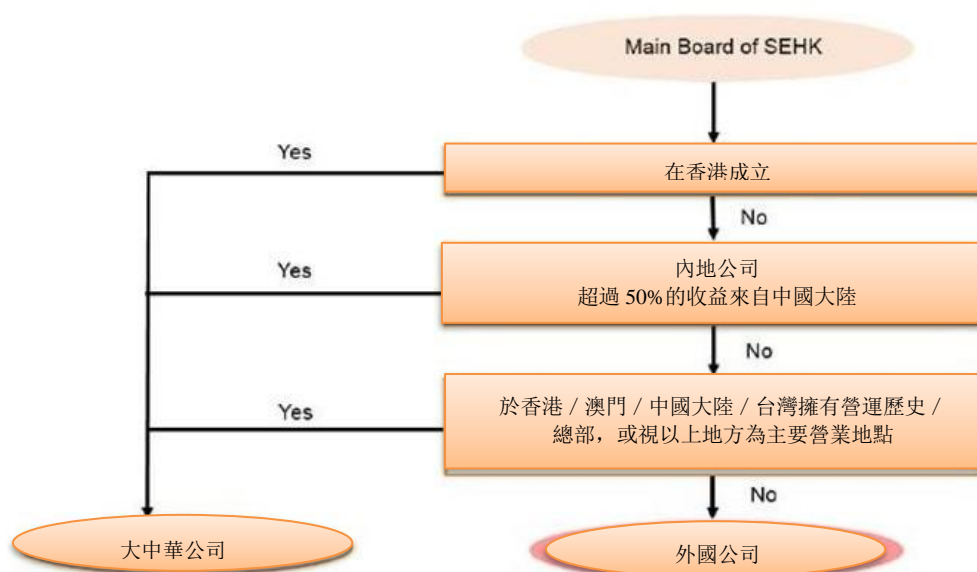 Main Board of SEHK
Yes
在香港成立
No
Yes
內地公司
超過 50%的收益來自中國大陸
No
Yes
於香港 / 澳門 / 中國大陸 / 台灣擁有營運歷史 /
總部，或視以上地方為主要營業地點
No
大中華公司
外國公司